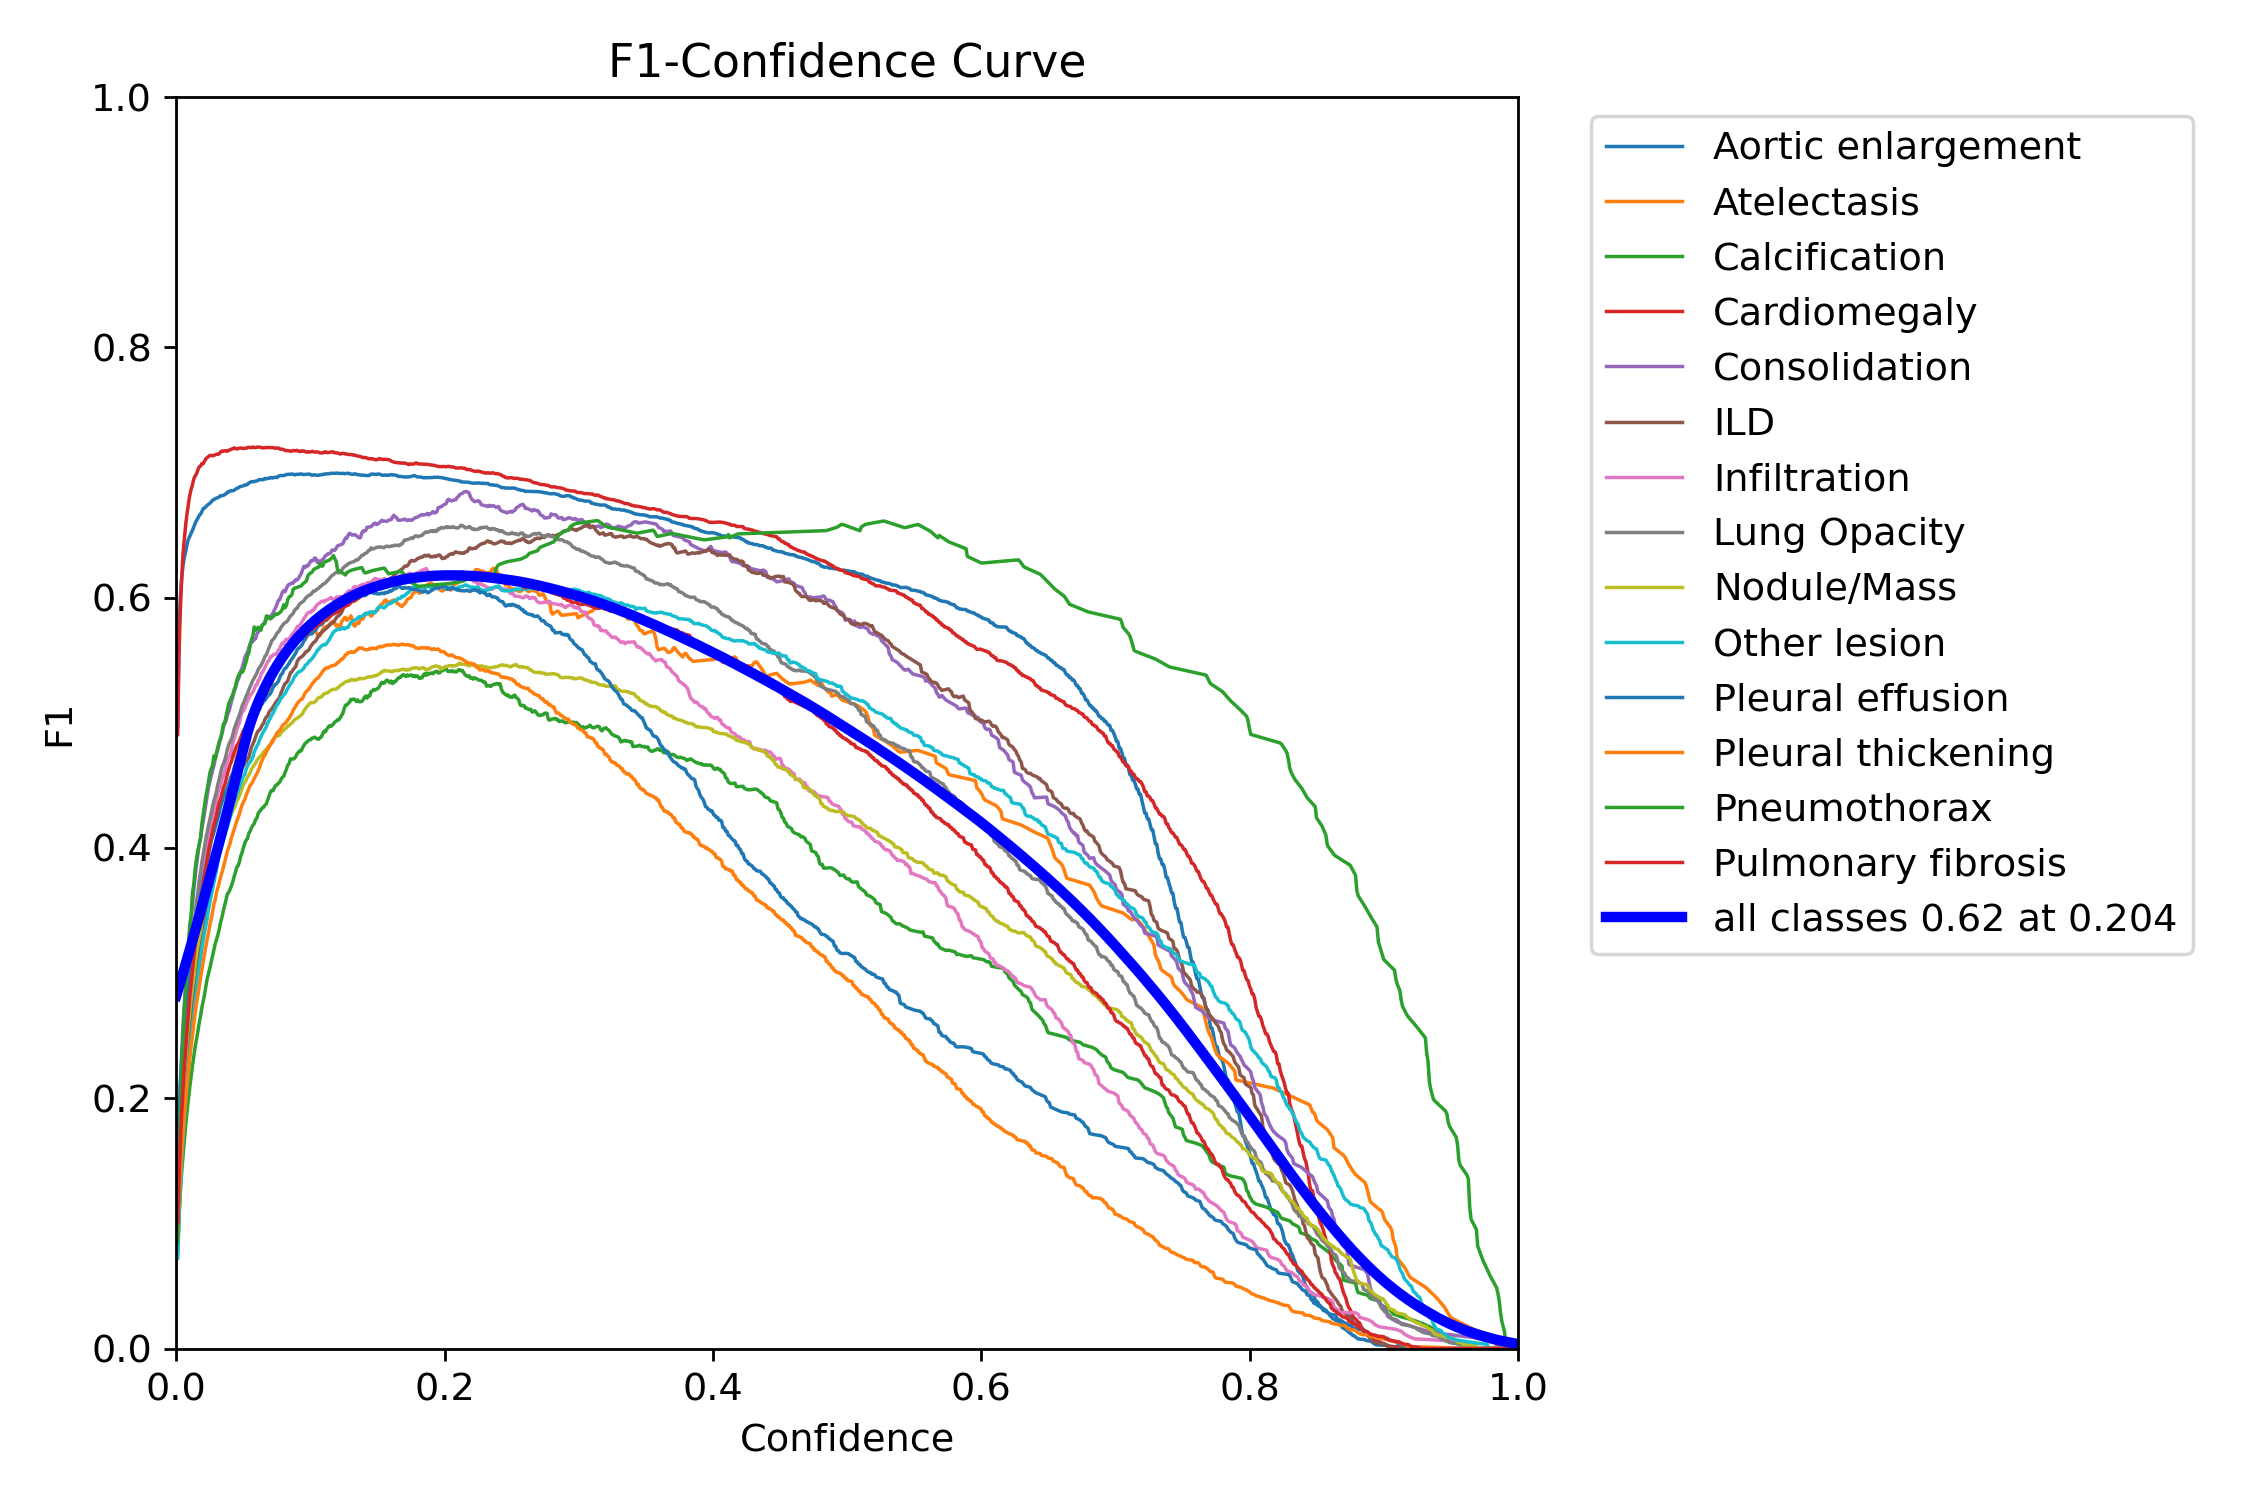 F1-Confidence Curve
1.0
0.8
0.6
0.4
0.2
0.0
F1
0.0 0.2 0.4 0.6 0.8 1.0
Confidence
Aortic enlargement
Atelectasis
Calcification
Cardiomegaly
Consolidation
ILD
Infiltration
Lung Opacity
Nodule/Mass
Other lesion
Pleural effusion
Pleural thickening
Pneumothorax
Pulmonary fibrosis
all classes 0.62 at 0.204